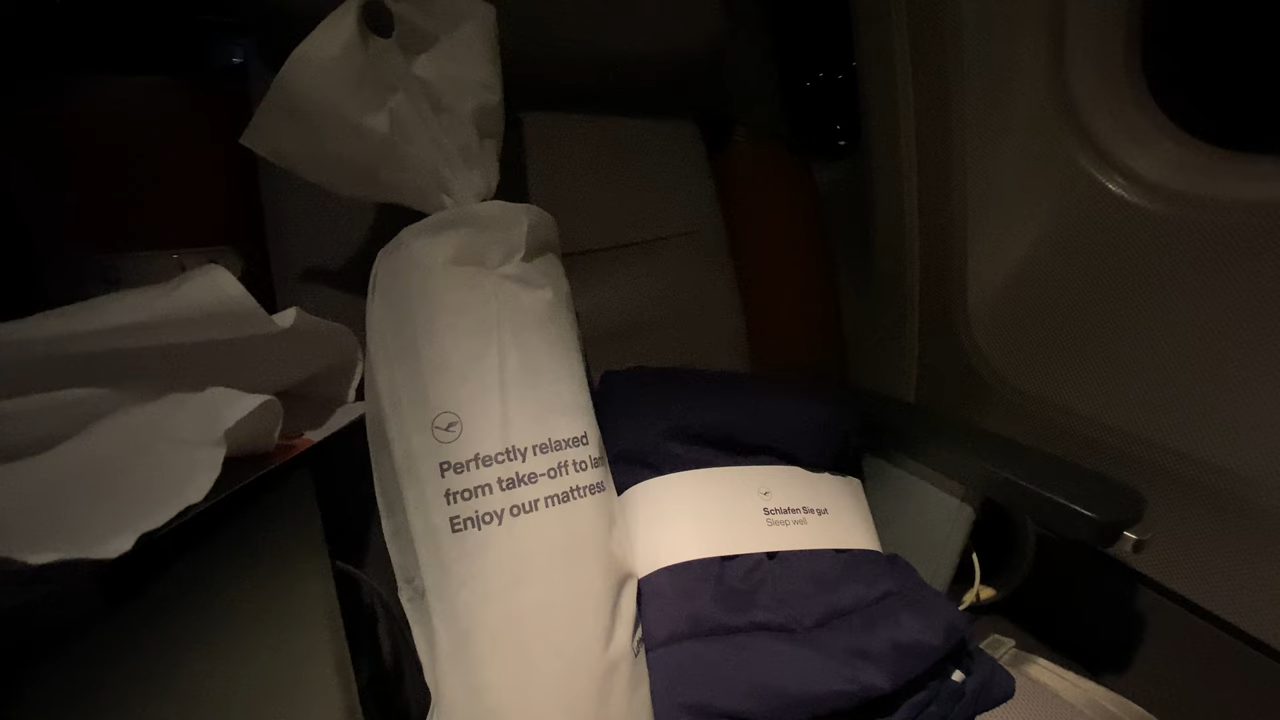 Perfectly relaxed
from take-off to
Enjoy our mattress
Schlafen Sie gut
Sleep well